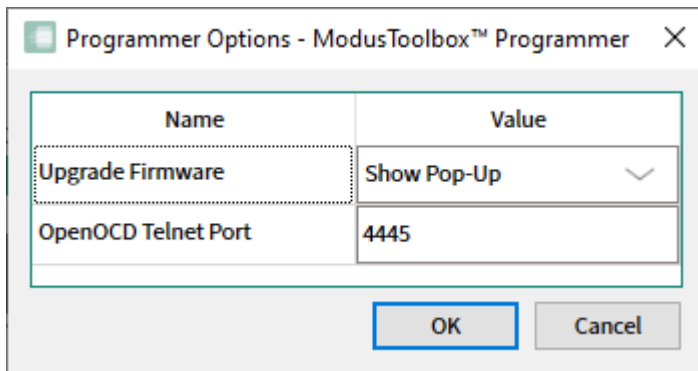 Programmer Options - ModusToolbox™ Programmer
Name Value
Upgrade Firmware Show Pop-Up
OpenOCD Telnet Port 4445
OK Cancel